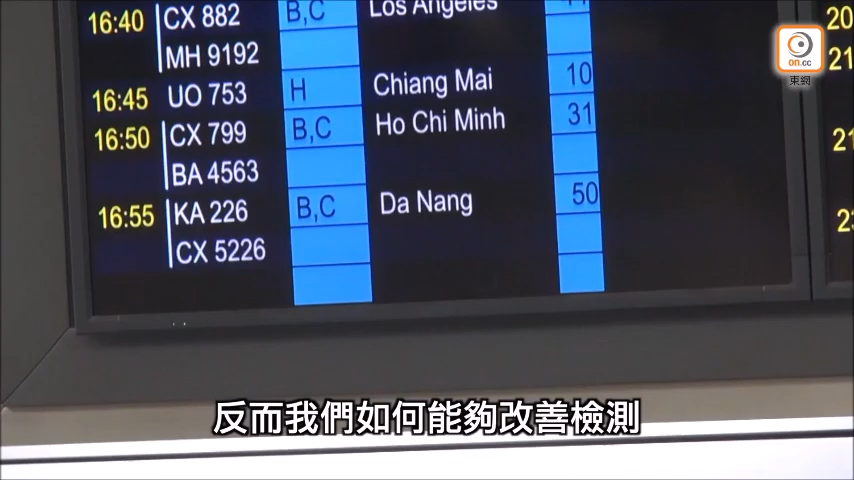 16:40 CX 882 B,C Los Angeles
MH 9192
16:45 UO 753 H Chiang Mai 10
16:50 CX 799 B,C Ho Chi Minh 31
BA 4563
16:55 KA 226 B,C Da Nang 50
CX 5226
on.cc
東網
反而我們如何能夠改善檢測